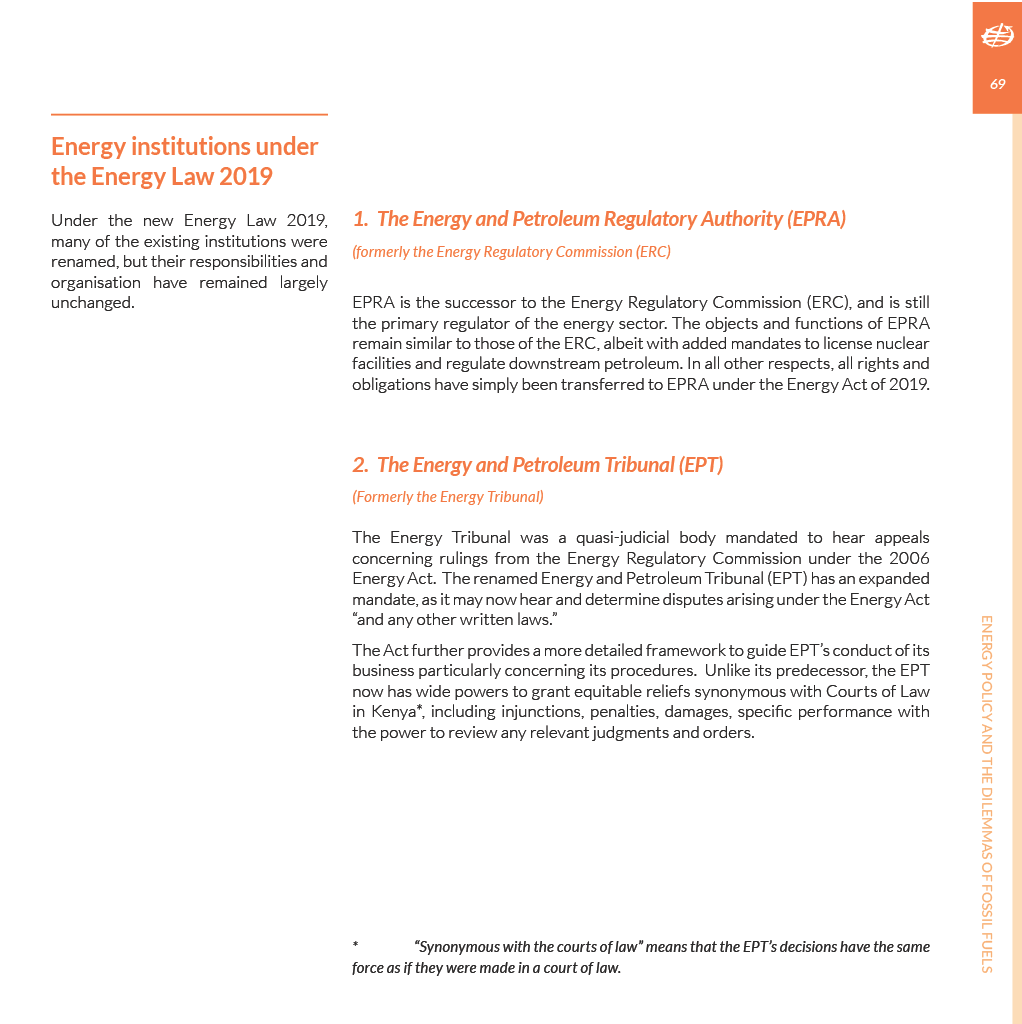 69
Energy institutions under
the Energy Law 2019
Under the new Energy Law 2019,
many of the existing institutions were
renamed, but their responsibilities and
organisation have remained largely
unchanged.
1. The Energy and Petroleum Regulatory Authority (EPRA)
(formerly the Energy Regulatory Commission (ERC)
EPRA is the successor to the Energy Regulatory Commission (ERC), and is still
the primary regulator of the energy sector. The objects and functions of EPRA
remain similar to those of the ERC, albeit with added mandates to license nuclear
facilities and regulate downstream petroleum. In all other respects, all rights and
obligations have simply been transferred to EPRA under the Energy Act of 2019.
2. The Energy and Petroleum Tribunal (EPT)
(Formerly the Energy Tribunal)
The Energy Tribunal was a quasi-judicial body mandated to hear appeals
concerning rulings from the Energy Regulatory Commission under the 2006
Energy Act. The renamed Energy and Petroleum Tribunal (EPT) has an expanded
mandate, as it may now hear and determine disputes arising under the Energy Act
“and any other written laws.”
The Act further provides a more detailed framework to guide EPT’s conduct of its
business particularly concerning its procedures. Unlike its predecessor, the EPT
now has wide powers to grant equitable reliefs synonymous with Courts of Law
in Kenya*, including injunctions, penalties, damages, specific performance with
the power to review any relevant judgments and orders.
* “Synonymous with the courts of law” means that the EPT’s decisions have the same
force as if they were made in a court of law.
ENERGY POLICY AND THE DILEMMAS OF FOSSIL FUELS